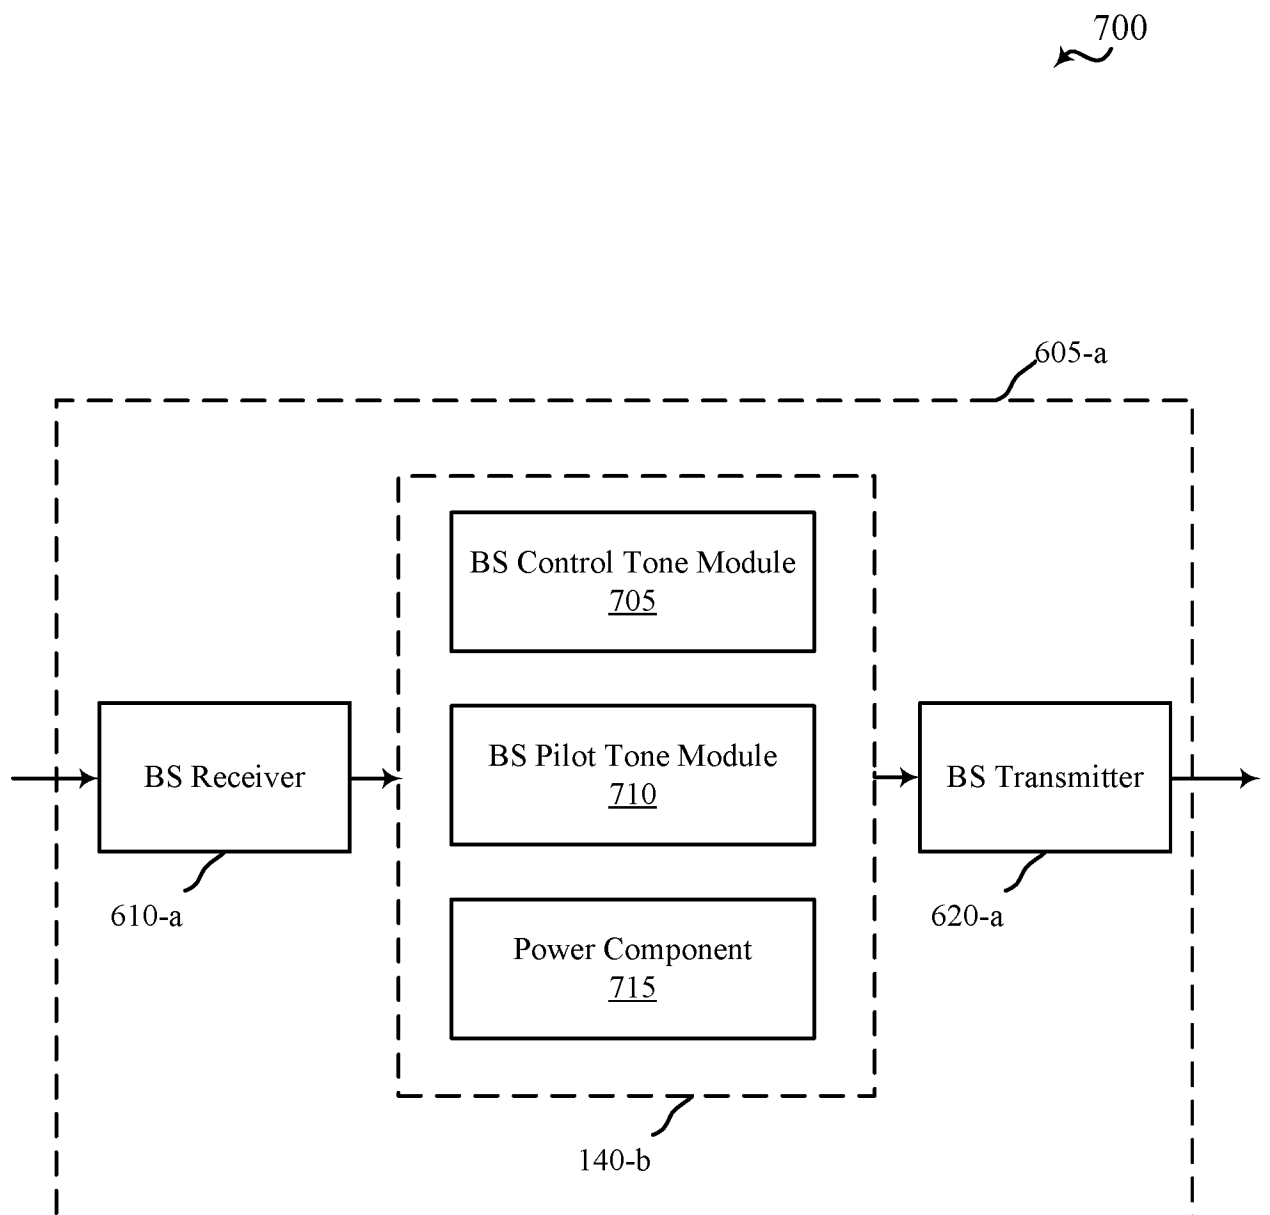 700
605-a
BS Control Tone Module
705
BS Receiver
BS Pilot Tone Module
710
BS Transmitter
610-a
620-a
Power Component
715
140-b